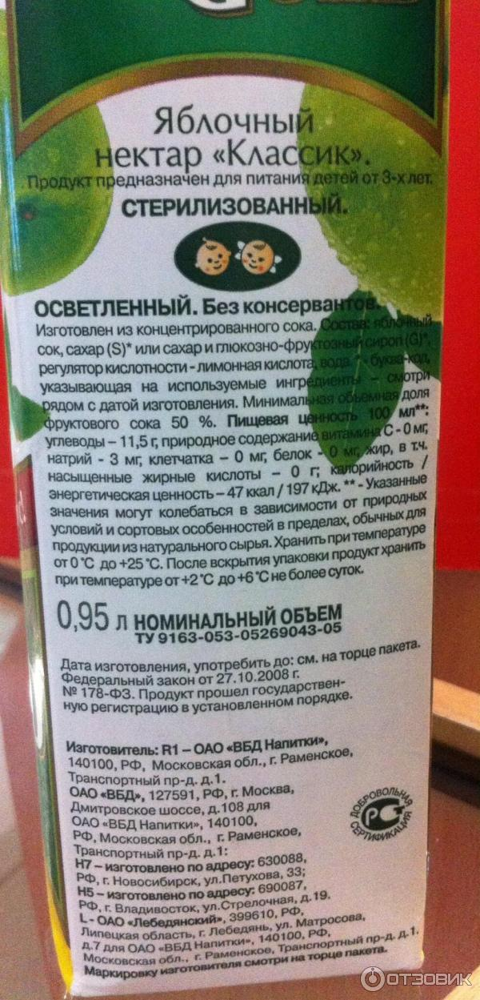 Яблочный
нектар «Классик».
Продукт предназначен для питания детей от 3-х лет.
СТЕРИЛИЗОВАННЫЙ.
ОСВЕТЛЕННЫЙ. Без консервантов.
Изготовлен из концентрированного сока. Состав: яблочный
сок, сахар (S)* или сахар и глюкозно-фруктозный сироп (G)*,
регулятор кислотности - лимонная кислота, вода. * - буква-код,
указывающая на используемые ингредиенты – смотри
рядом с датой изготовления. Минимальная объемная доля
фруктового сока 50 %. Пищевая ценность 100 мл**:
углеводы – 11,5 г, природное содержание витамина С - 0 мг,
натрий - 3 мг, клетчатка – 0 мг, белок - 0 мг, жир, в т.ч.
насыщенные жирные кислоты – 0 г; калорийность /
энергетическая ценность – 47 ккал / 197 кДж. ** - Указанные
значения могут колебаться в зависимости от природных
условий и сортовых особенностей в пределах, обычных для
продукции из натурального сырья. Хранить при температуре
от 0 °С до +25 °С. После вскрытия упаковки продукт хранить
при температуре от +2 °С до +6 °С не более суток.
0,95 л НОМИНАЛЬНЫЙ ОБЪЕМ
ТУ 9163-053-05269043-05
Дата изготовления, употребить до: см. на торце пакета.
Федеральный закон от 27.10.2008 г.
№ 178-ФЗ. Продукт прошел государствен-
ную регистрацию в установленном порядке.
Изготовитель: R1 – ОАО «ВБД Напитки»,
140100, РФ, Московская обл., г. Раменское,
Транспортный пр-д. д.1.
ОАО «ВБД», 127591, РФ, г. Москва,
Дмитровское шоссе, д.108 для
ОАО «ВБД Напитки», 140100,
РФ, Московская обл., г. Раменское,
Транспортный пр-д. д.1:
H7 – изготовлено по адресу: 630088,
РФ, г. Новосибирск, ул.Петухова, 33;
H5 – изготовлено по адресу: 690087,
РФ, г. Владивосток, ул.Стрелочная, д.19.
L - ОАО «Лебедянский», 399610, РФ,
Липецкая область, г. Лебедянь, ул. Матросова,
д.7 для ОАО «ВБД Напитки», 140100, РФ,
Московская обл., г. Раменское, Транспортный пр-д. д.1.
Маркировку изготовителя смотри на торце пакета.
ДОБРОВОЛЬНАЯ
РСТ
СЕРТИФИКАЦИЯ
ОТЗОВИК